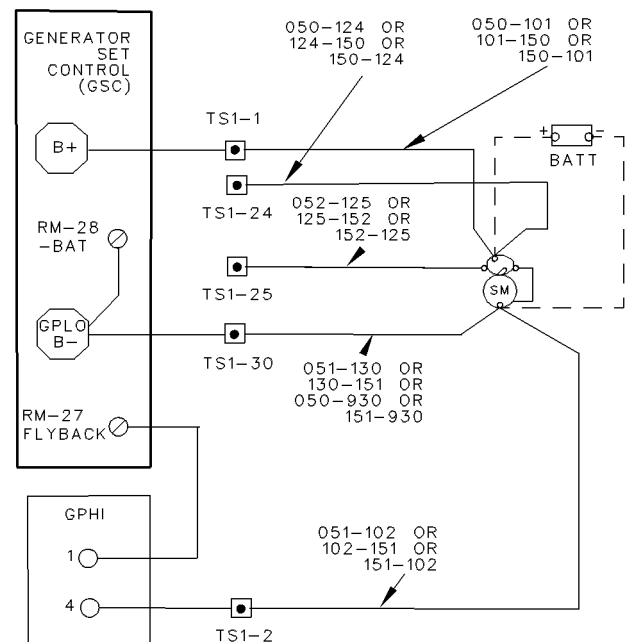 050-124 OR
124-150 OR
150-124
050-101 OR
101-150 OR
150-101
GENERATOR
SET
CONTROL
(GSC)
TS1-1
B+
+ -
BATT
TS1-24
052-125 OR
125-152 OR
152-125
RM-28
-BAT
TS1-25
SM
GPLO
B-
TS1-30
051-130 OR
130-151 OR
050-930 OR
151-930
RM-27
FLYBACK
GPHI
1
051-102 OR
102-151 OR
151-102
4
TS1-2